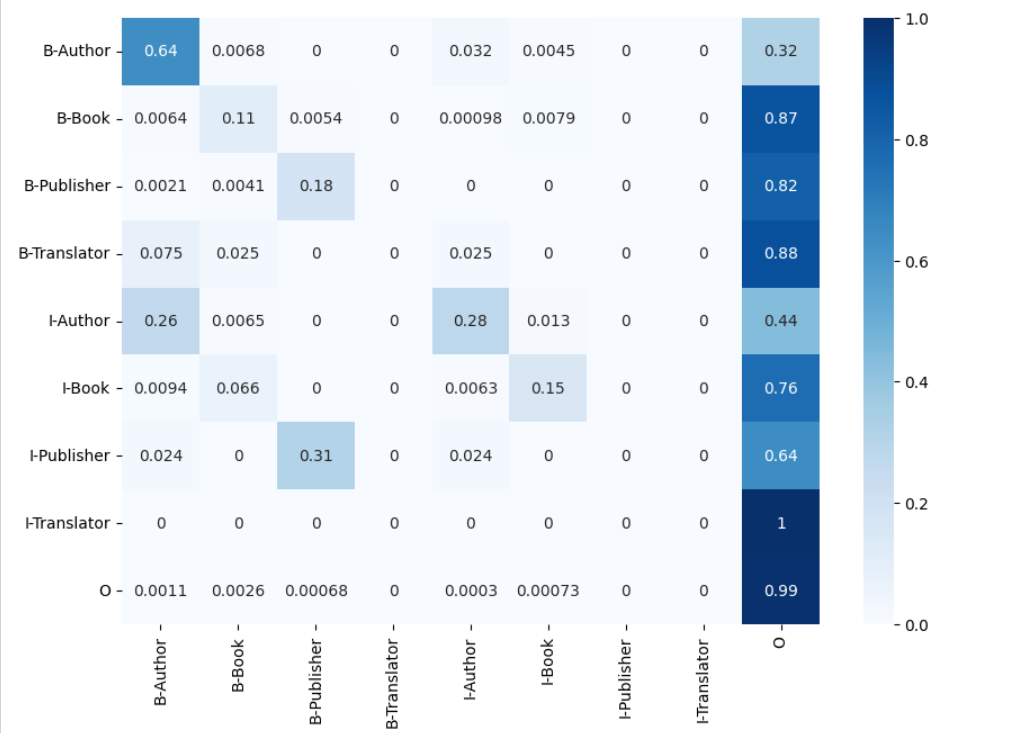 B-Author 0.64 0.0068 0 0 0.032 0.0045 0 0 0.32
B-Book 0.0064 0.11 0.0054 0 0.00098 0.0079 0 0 0.87
B-Publisher 0.0021 0.0041 0.18 0 0 0 0 0 0.82
B-Translator 0.075 0.025 0 0 0.025 0 0 0 0.88
I-Author 0.26 0.0065 0 0 0.28 0.013 0 0 0.44
I-Book 0.0094 0.066 0 0 0.0063 0.15 0 0 0.76
I-Publisher 0.024 0 0.31 0 0.024 0 0 0 0.64
I-Translator 0 0 0 0 0 0 0 0 1
O 0.0011 0.0026 0.00068 0 0.0003 0.00073 0 0 0.99
B-Author B-Book B-Publisher B-Translator I-Author I-Book I-Publisher I-Translator O
1.0
0.8
0.6
0.4
0.2
0.0